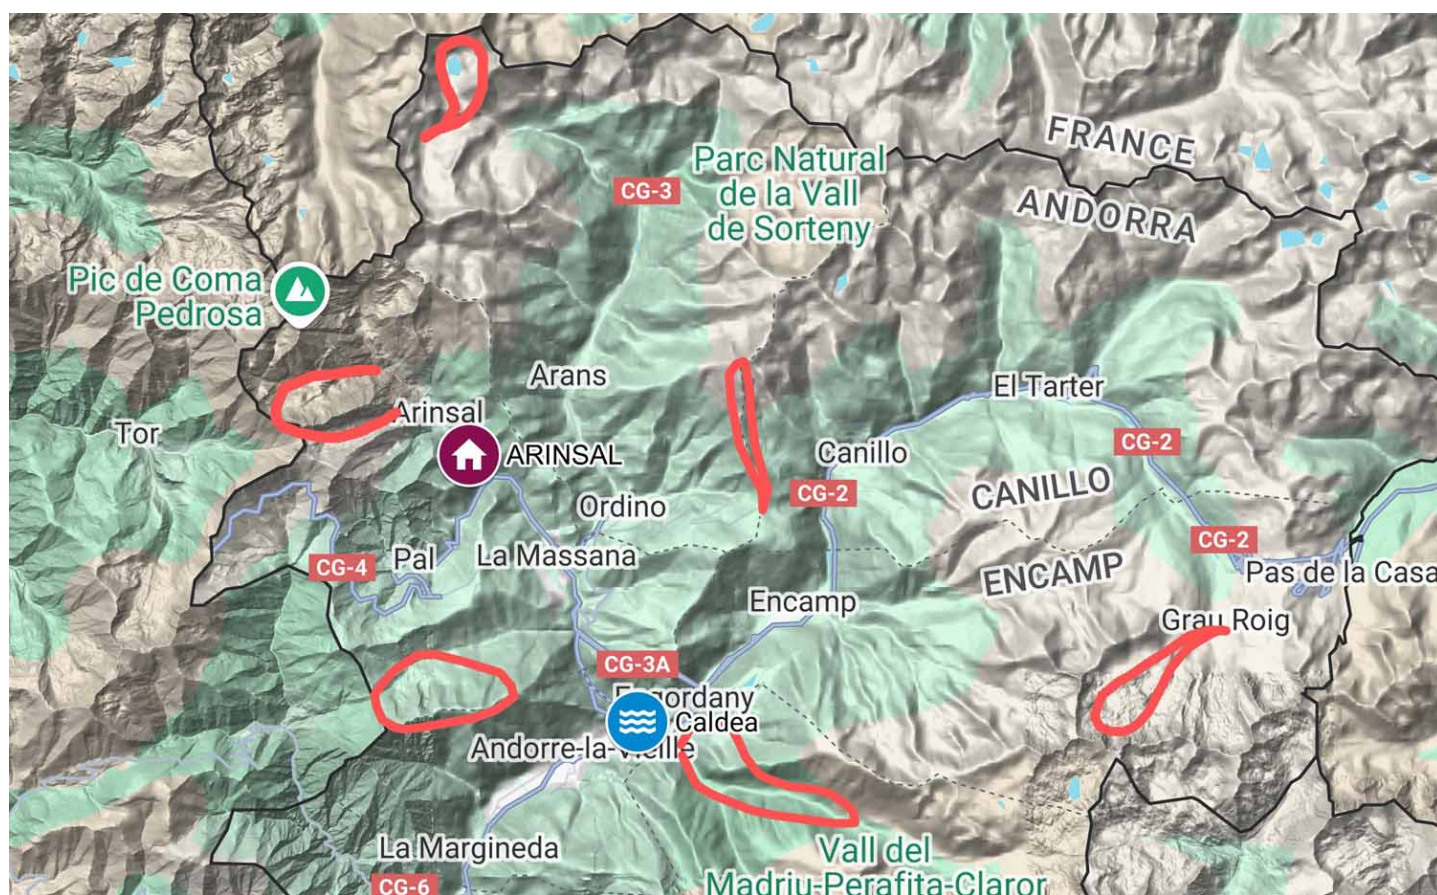 FRANCE
Parc Natural
de la Vall
de Sorteny
CG-3
ANDORRA
Pic de Coma
Pedrosa
Arans
El Tarter
Arinsal
Tor
ARINSAL
Canillo
CG-2
CG-2
CANILLO
Ordino
CG-2
La Massana
Pal
CG-4
ENCAMP
Pas de la Casa
Encamp
Grau Roig
CG-3A
Caldea
Andorre-la-Vieille
La Margineda
Vall del
Madriu-Perafita-Claror
CG-6